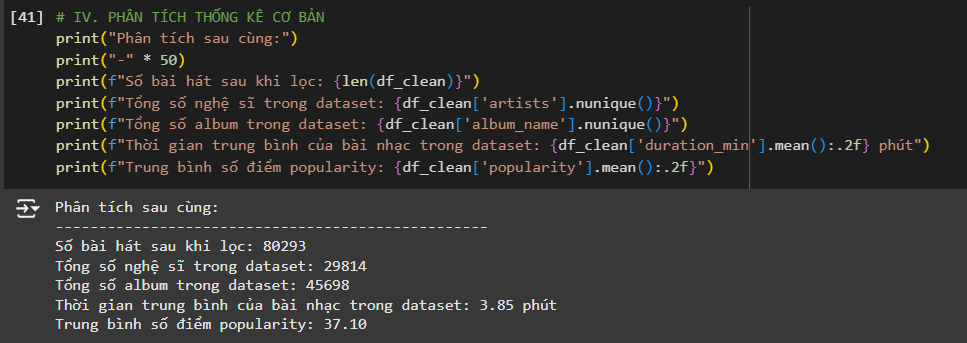 [41] # IV. PHÂN TÍCH THỐNG KÊ CƠ BẢN
print("Phân tích sau cùng:")
print("-" * 50)
print(f"Số bài hát sau khi lọc: {len(df_clean)}")
print(f"Tổng số nghệ sĩ trong dataset: {df_clean['artists'].nunique()}")
print(f"Tổng số album trong dataset: {df_clean['album_name'].nunique()}")
print(f"Thời gian trung bình của bài nhạc trong dataset: {df_clean['duration_min'].mean():.2f} phút")
print(f"Trung bình số điểm popularity: {df_clean['popularity'].mean():.2f}")
Phân tích sau cùng:
--------------------------------------------------
Số bài hát sau khi lọc: 80293
Tổng số nghệ sĩ trong dataset: 29814
Tổng số album trong dataset: 45698
Thời gian trung bình của bài nhạc trong dataset: 3.85 phút
Trung bình số điểm popularity: 37.10